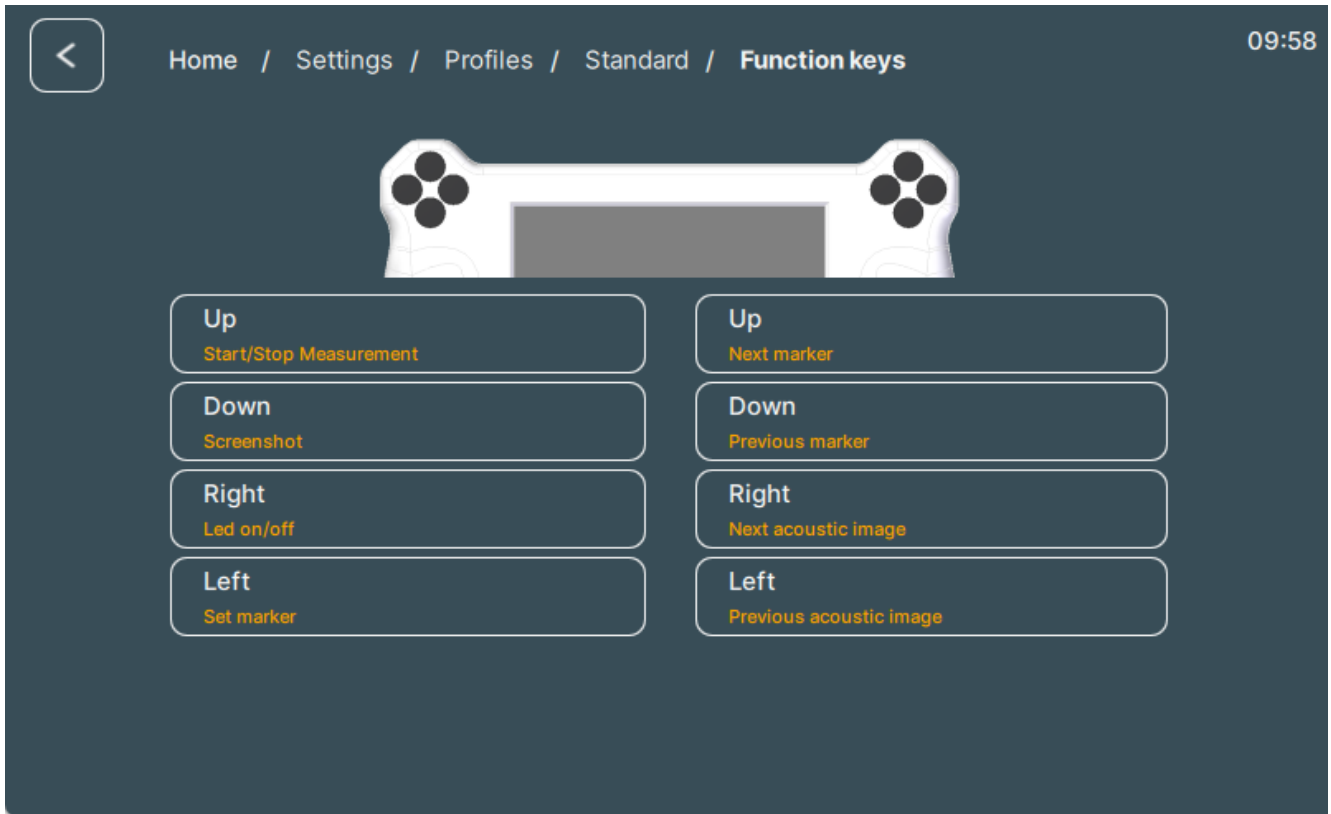 09:58
Home / Settings / Profiles / Standard / Function keys
Up
Start/Stop Measurement
Down
Screenshot
Right
Led on/off
Left
Set marker
Up
Next marker
Down
Previous marker
Right
Next acoustic image
Left
Previous acoustic image